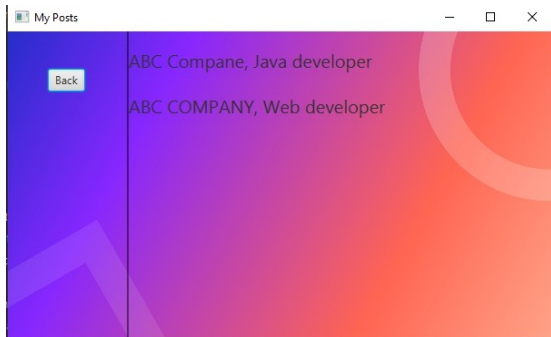 My Posts
ABC Compane, Java developer
Back
ABC COMPANY, Web developer